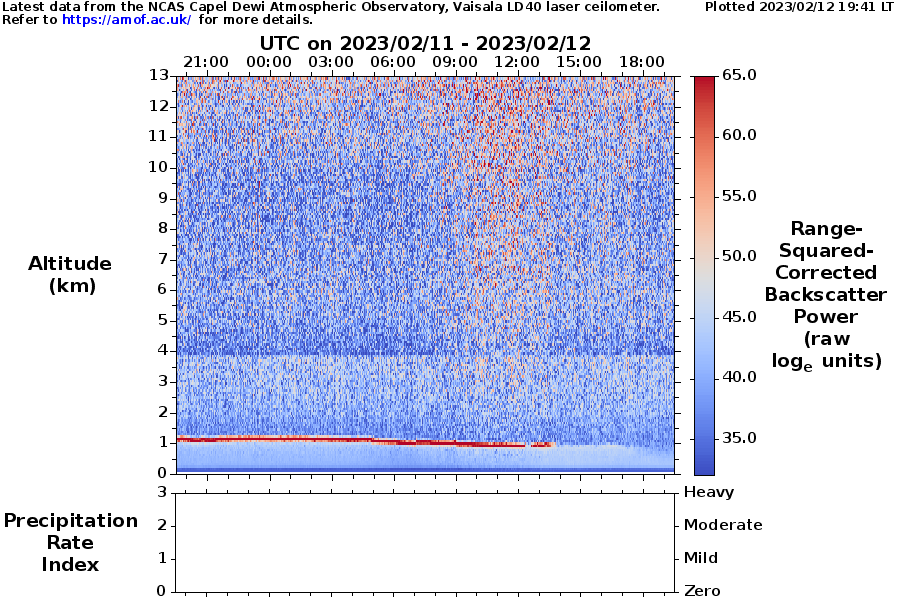 Latest data from the NCAS Capel Dewi Atmospheric Observatory, Vaisala LD40 laser ceilometer.
Plotted 2023/02/12 19:41 LT
Refer to https://amof.ac.uk/ for more details.
UTC on 2023/02/11 - 2023/02/12
21:00 00:00 03:00 06:00 09:00 12:00 15:00 18:00
13
12
11
10
9
8
7
6
5
4
3
2
1
0
Altitude
(km)
65.0
60.0
55.0
50.0
45.0
40.0
35.0
Range-
Squared-
Corrected
Backscatter
Power
(raw
loge units)
3
2
1
0
Precipitation
Rate
Index
Heavy
Moderate
Mild
Zero